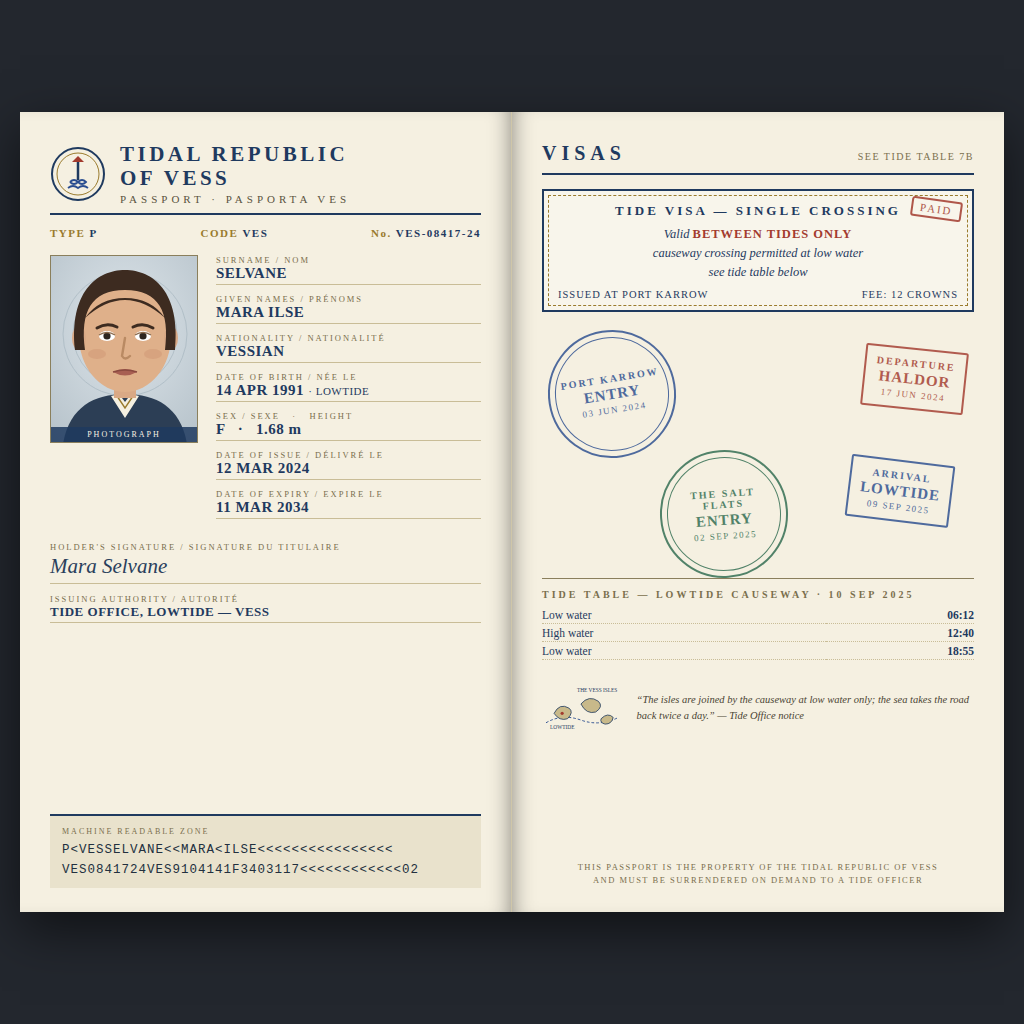 TIDAL REPUBLIC
OF VESS
PASSPORT · PASPORTA VES
TYPE P CODE VES No. VES-08417-24
PHOTOGRAPH
SURNAME / NOM
SELVANE
GIVEN NAMES / PRÉNOMS
MARA ILSE
NATIONALITY / NATIONALITÉ
VESSIAN
DATE OF BIRTH / NÉE LE
14 APR 1991 · LOWTIDE
SEX / SEXE · HEIGHT
F · 1.68 m
DATE OF ISSUE / DÉLIVRÉ LE
12 MAR 2024
DATE OF EXPIRY / EXPIRE LE
11 MAR 2034
HOLDER'S SIGNATURE / SIGNATURE DU TITULAIRE
Mara Selvane
ISSUING AUTHORITY / AUTORITÉ
TIDE OFFICE, LOWTIDE — VESS
MACHINE READABLE ZONE
P<VESSELVANE<<MARA<ILSE<<<<<<<<<<<<<<<<<
VES0841724VES9104141F3403117<<<<<<<<<<<<<02
VISAS
SEE TIDE TABLE 7B
TIDE VISA — SINGLE CROSSING
PAID
Valid BETWEEN TIDES ONLY
causeway crossing permitted at low water
see tide table below
ISSUED AT PORT KARROW FEE: 12 CROWNS
PORT KARROW
ENTRY
03 JUN 2024
DEPARTURE
HALDOR
17 JUN 2024
THE SALT
FLATS
ENTRY
02 SEP 2025
ARRIVAL
LOWTIDE
09 SEP 2025
TIDE TABLE — LOWTIDE CAUSEWAY · 10 SEP 2025
Low water 06:12
High water 12:40
Low water 18:55
THE VESS ISLES
LOWTIDE
“The isles are joined by the causeway at low water only; the sea takes the road
back twice a day.” — Tide Office notice
THIS PASSPORT IS THE PROPERTY OF THE TIDAL REPUBLIC OF VESS
AND MUST BE SURRENDERED ON DEMAND TO A TIDE OFFICER